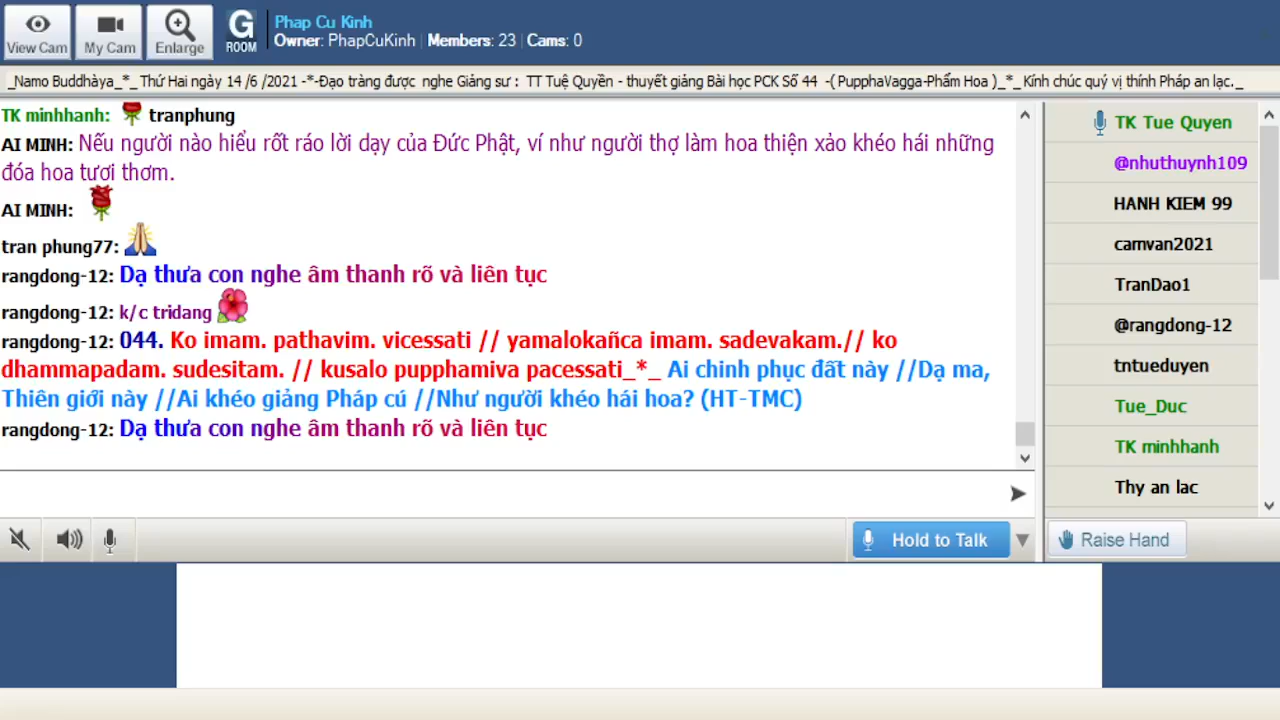 View Cam
My Cam
Enlarge
G
ROOM
Phap Cu Kinh
Owner: PhapCuKinh | Members: 23 | Cams: 0
_Namo Buddhàya_*_ Thứ Hai ngày 14 /6 /2021 -*-Đạo tràng được nghe Giảng sư : TT Tuệ Quyền - thuyết giảng Bài học PCK Số 44 -( PupphaVagga-Phẩm Hoa )_*_ Kính chúc quý vị thính Pháp an lạc._
TK minhhanh: tranphung
AI MINH: Nếu người nào hiểu rốt ráo lời dạy của Đức Phật, ví như người thợ làm hoa thiện xảo khéo hái những
đóa hoa tươi thơm.
AI MINH:
tran phung77:
rangdong-12: Dạ thưa con nghe âm thanh rõ và liên tục
rangdong-12: k/c tridang
rangdong-12: 044. Ko imam. pathavim. vicessati // yamalokañca imam. sadevakam.// ko
dhammapadam. sudesitam. // kusalo pupphamiva pacessati_*_ Ai chinh phục đất này //Dạ ma,
Thiên giới này //Ai khéo giảng Pháp cú //Như người khéo hái hoa? (HT-TMC)
rangdong-12: Dạ thưa con nghe âm thanh rõ và liên tục
TK Tue Quyen
@nhuthuynh109
HANH KIEM 99
camvan2021
TranDao1
@rangdong-12
tntueduyen
Tue_Duc
TK minhhanh
Thy an lac
Hold to Talk
Raise Hand